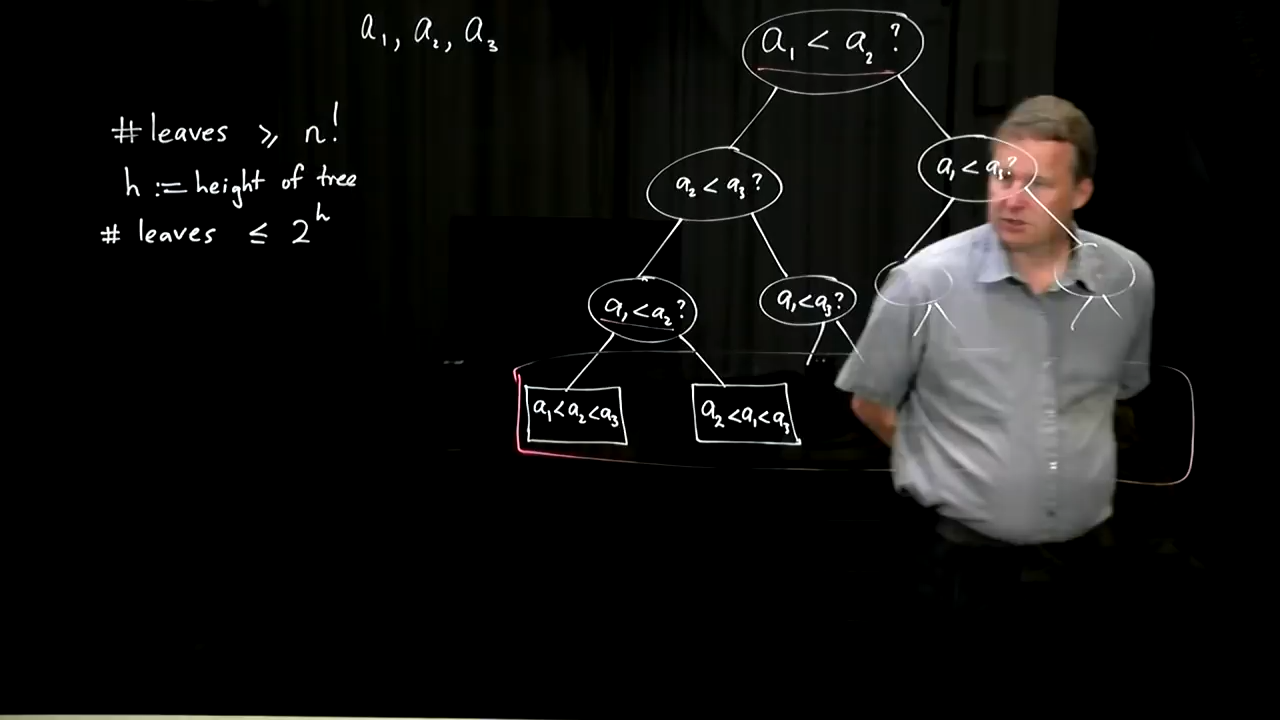 a₁, a₂, a₃
a₁ < a₂ ?
# leaves ⩾ n!
h := height of tree
# leaves ≤ 2ʰ
a₂ < a₃ ?
a₁ < a₃ ?
a₁ < a₂ ?
a₁ < a₃ ?
a₁ < a₂ < a₃
a₂ < a₁ < a₃